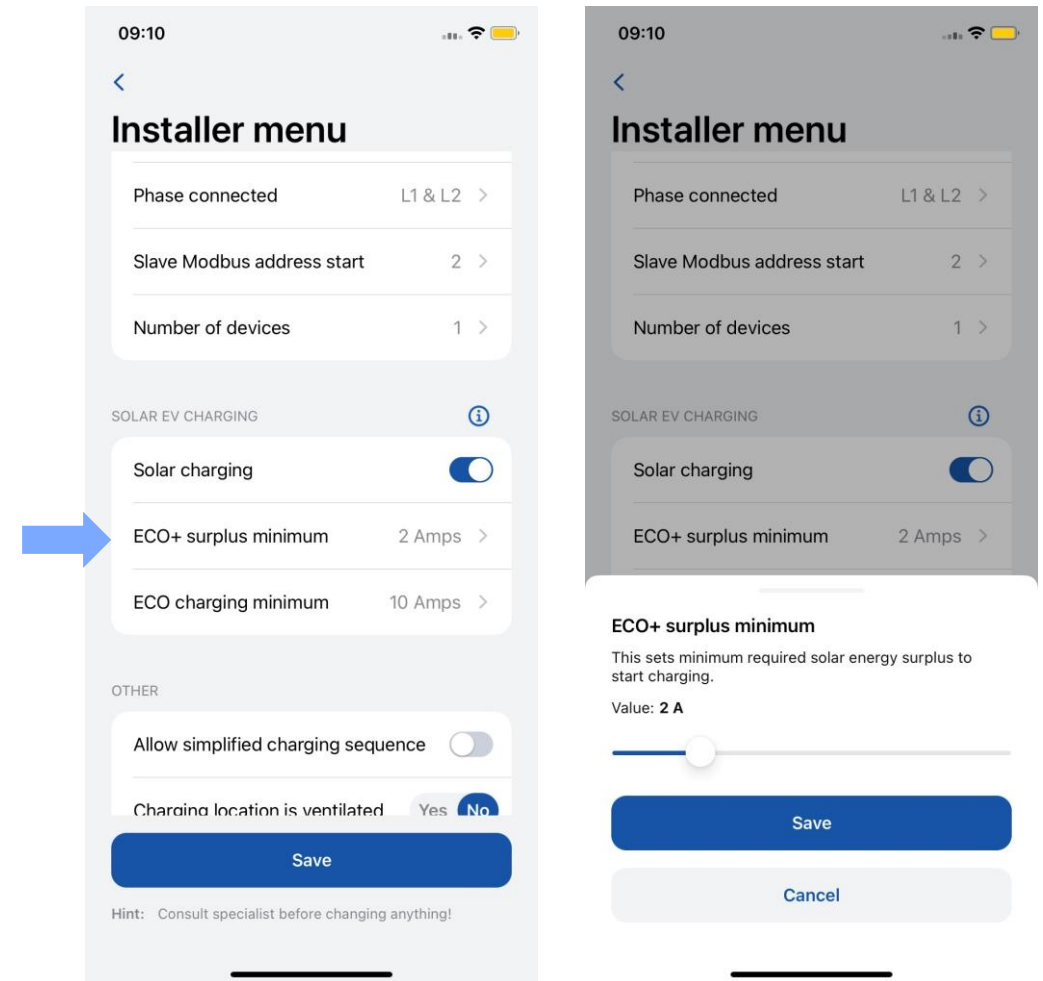 09:10
Installer menu
Phase connected L1 & L2
Slave Modbus address start 2
Number of devices 1
SOLAR EV CHARGING
Solar charging
ECO+ surplus minimum 2 Amps
ECO charging minimum 10 Amps
OTHER
Allow simplified charging sequence
Charging location is ventilated Yes No
Save
Hint: Consult specialist before changing anything!
09:10
Installer menu
Phase connected L1 & L2
Slave Modbus address start 2
Number of devices 1
SOLAR EV CHARGING
Solar charging
ECO+ surplus minimum 2 Amps
ECO+ surplus minimum
This sets minimum required solar energy surplus to
start charging.
Value: 2 A
Save
Cancel